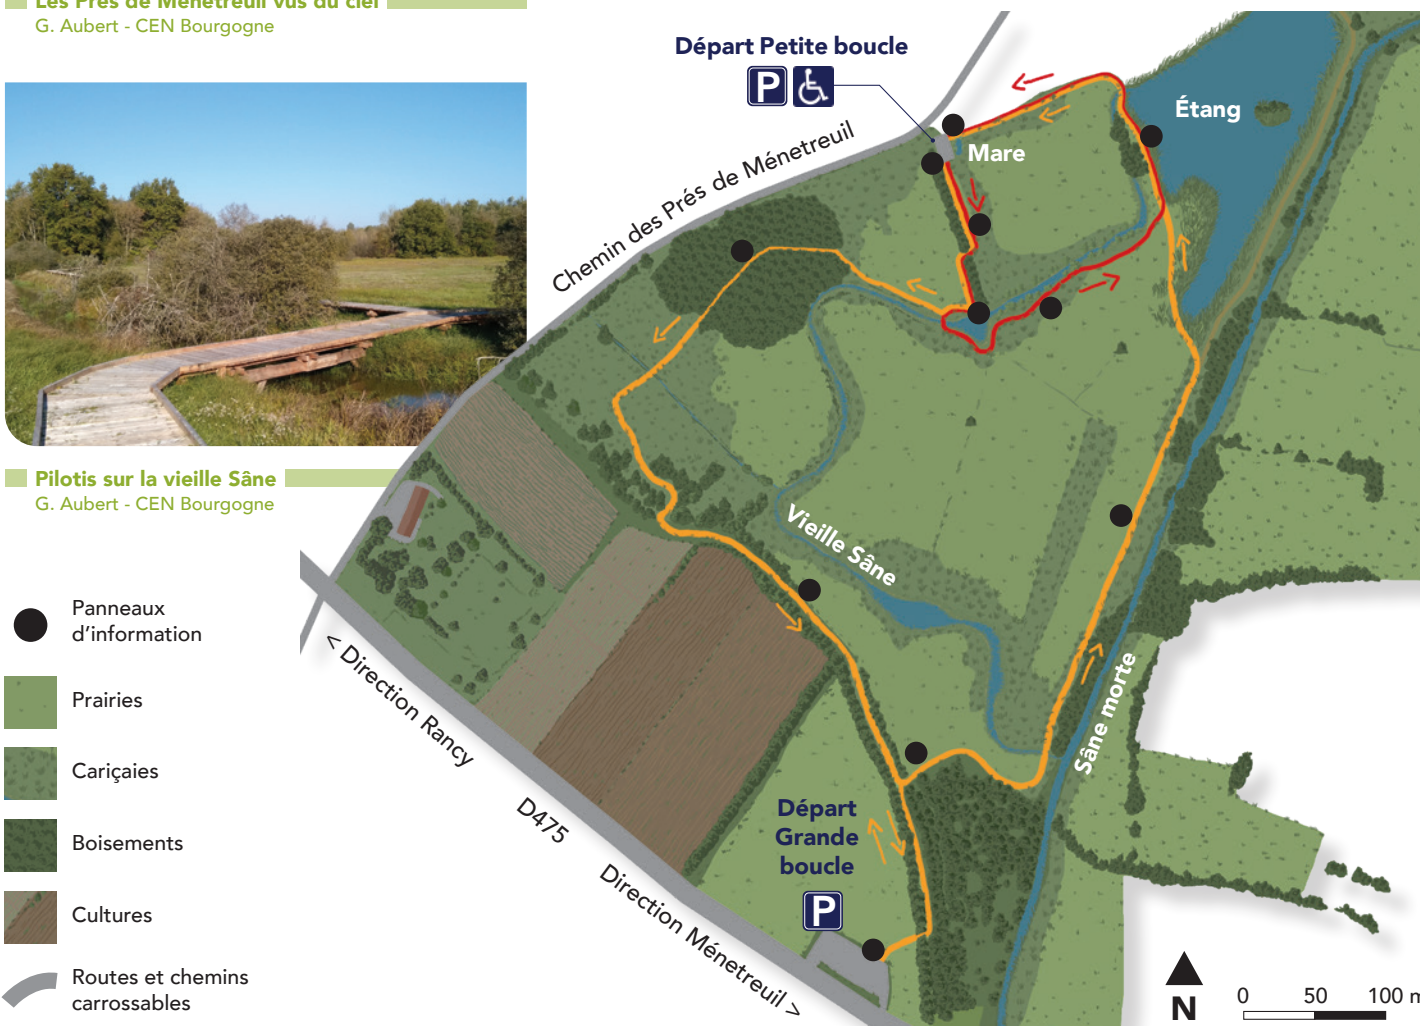 Les Prés de Ménetreuil vus du ciel
G. Aubert - CEN Bourgogne
Pilotis sur la vieille Sâne
G. Aubert - CEN Bourgogne
Panneaux
d'information
Prairies
Cariçaies
Boisements
Cultures
Routes et chemins
carrossables
Départ Petite boucle
P
Étang
Mare
Chemin des Prés de Ménetreuil
Vieille Sâne
Sâne morte
< Direction Rancy
D475
Direction Ménetreuil >
Départ
Grande
boucle
P
N
0 50 100 m